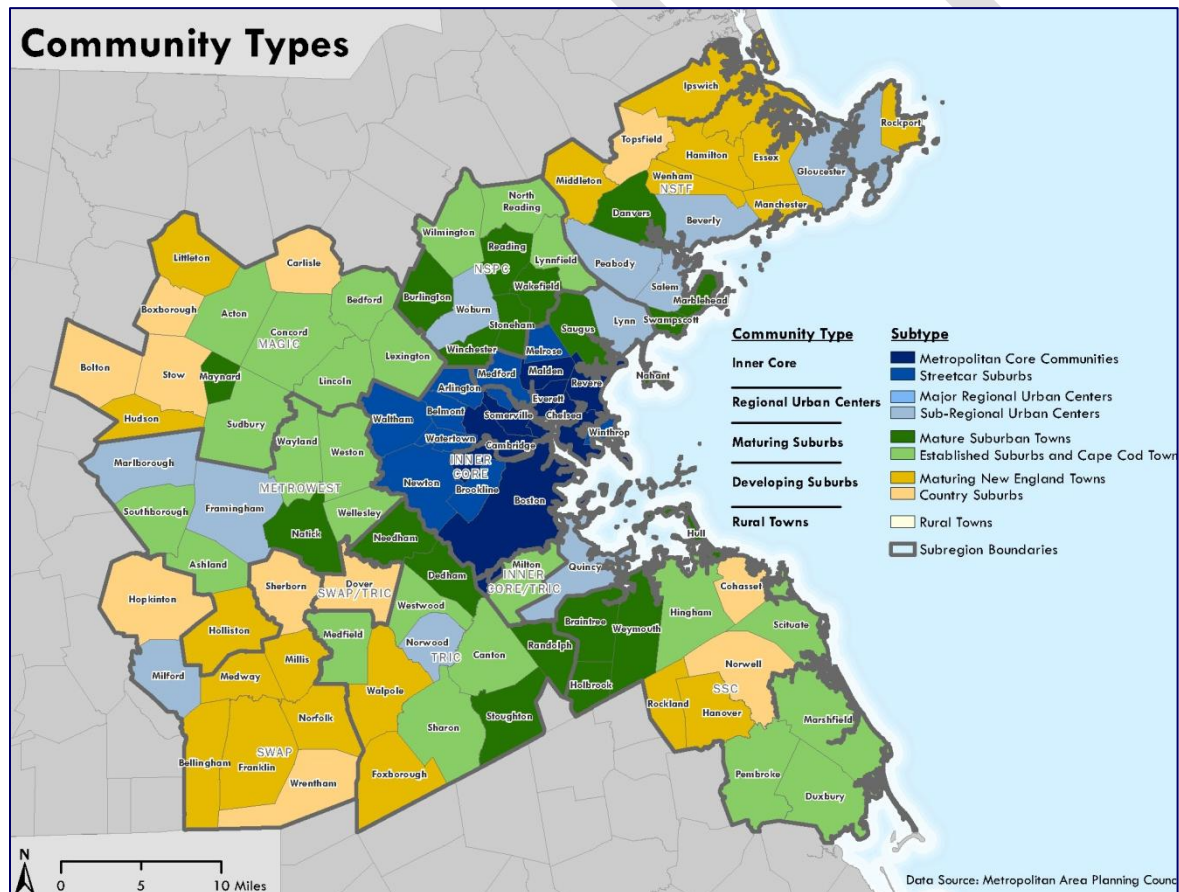 Community Types
Ipswich
Rockport
Topsfield
Hamilton
Essex
Gloucester
Middleton
Wenham
NSTF
Manchester
Danvers
Beverly
North
Reading
Wilmington
Reading
Lynnfield
Peabody
Salem
Marblehead
NSPC
Wakefield
Burlington
Woburn
Stoneham
Saugus
Lynn
Swampscott
Winchester
Nahant
Littleton
Carlisle
Boxborough
Acton
Bedford
Concord
MAGIC
Lexington
Bolton
Stow
Maynard
Lincoln
Hudson
Sudbury
Melrose
Medford
Malden
Revere
Arlington
Everett
Belmont
Somerville
Chelsea
Waltham
Winthrop
Watertown
Cambridge
INNER
CORE
Newton
Brookline
Boston
Wayland
Weston
Marlborough
METROWEST
Framingham
Southborough
Wellesley
Natick
Ashland
Needham
Dedham
Milton
INNER
CORE/TRIC
Quincy
Hull
Hopkinton
Sherborn
Dover
SWAP/TRIC
Westwood
Holliston
Medfield
Norwood
TRIC
Canton
Randolph
Braintree
Weymouth
Hingham
Cohasset
Scituate
Holbrook
Norwell
SSC
Rockland
Hanover
Marshfield
Pembroke
Duxbury
Milford
Medway
Millis
Walpole
Norfolk
Sharon
Stoughton
SWAP
Bellingham
Franklin
Wrentham
Foxborough
Community Type
Subtype
Inner Core
Metropolitan Core Communities
Streetcar Suburbs
Regional Urban Centers
Major Regional Urban Centers
Sub-Regional Urban Centers
Maturing Suburbs
Mature Suburban Towns
Established Suburbs and Cape Cod Town
Developing Suburbs
Maturing New England Towns
Country Suburbs
Rural Towns
Rural Towns
Subregion Boundaries
N
0 5 10 Miles
Data Source: Metropolitan Area Planning Counc